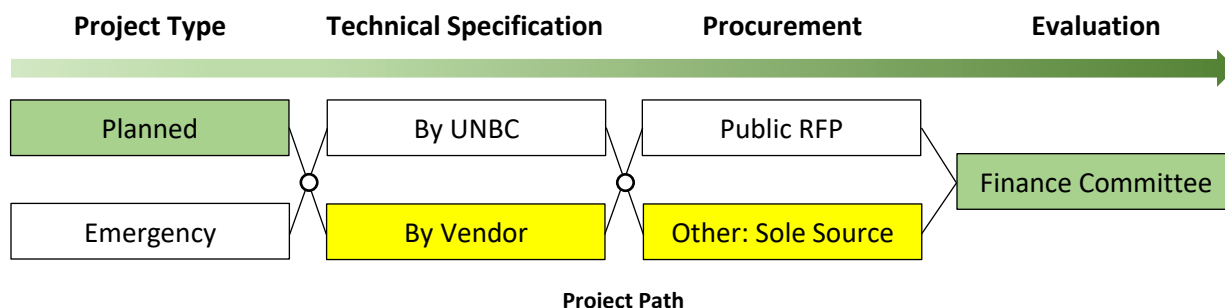 Project Type Technical Specification Procurement Evaluation
Planned By UNBC Public RFP
Finance Committee
Emergency By Vendor Other: Sole Source
Project Path